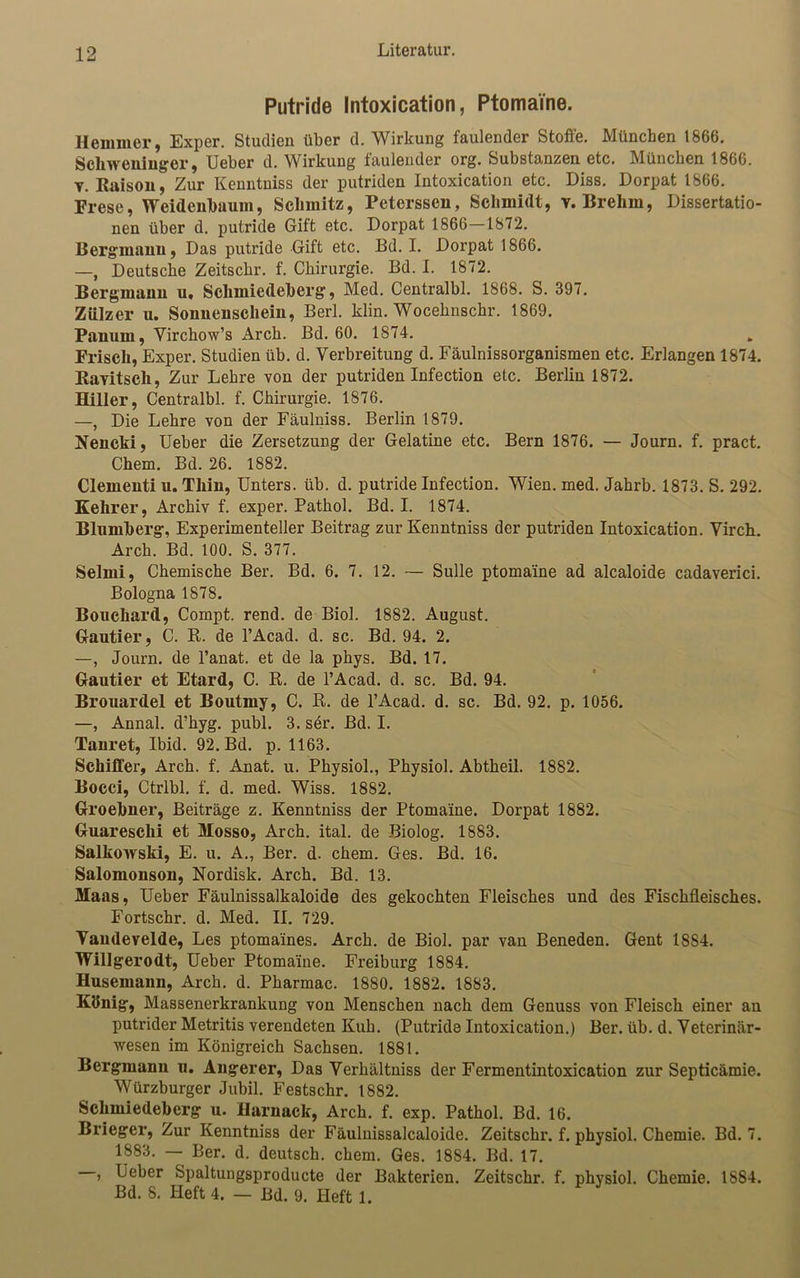 12
Literatur.
Putride Intoxication, Ptomaïne.
Hemmer, Exper. Studien über d. Wirkung faulender Stoffe. München 1866.
Schweninger, Ueber d. Wirkung faulender org. Substanzen etc. München 1866.
v. Raison, Zur Kenntniss der putriden Intoxication etc. Diss. Dorpat 1866.
Frese, Weidenbaum, Schmitz, Peterssen, Schmidt, v. Brehm, Dissertatio-
nen über d. putride Gift etc. Dorpat 1866—1872.
Bergmann, Das putride Gift etc. Bd. I. Dorpat 1866.
—, Deutsche Zeitschr. f. Chirurgie. Bd. I. 1872.
Bergmann u. Schmiedeberg, Med. Centralbl. 1868. S. 397.
Zülzer u. Sonnenschein, Berl. klin. Wocehnschr. 1869.
Panum, Virchow's Arch. Bd. 60. 1874.
Frisch, Exper. Studien üb. d. Verbreitung d. Fäulnissorganismen etc. Erlangen 1874.
Ravitsch, Zur Lehre von der putriden Infection etc. Berlin 1872.
Hiller, Centralbl. f. Chirurgie. 1876.
—, Die Lehre von der Fäulniss. Berlin 1879.
Nencki, Ueber die Zersetzung der Gelatine etc. Bern 1876. — Journ. f. pract.
Chem. Bd. 26. 1882.
Clementi u. Thin, Unters. üb. d. putride Infection. Wien. med. Jahrb. 1873. S. 292.
Kehrer, Archiv f. exper. Pathol. Bd. I. 1874.
Blumberg, Experimenteller Beitrag zur Kenntniss der putriden Intoxication. Virch.
Arch. Bd. 100. S. 377.
Selmi, Chemische Ber. Bd. 6. 7. 12. — Sulle ptomaïne ad alcaloide cadaverici.
Bologna 1878.
Bouchard, Compt. rend. de Biol. 1882. August.
Gautier, C. R. de l'Acad. d. sc. Bd. 94. 2.
—, Journ. de l'anat. et de la phys. Bd. 17.
Gautier et Etard, C. R. de l'Acad. d. sc. Bd. 94.
Brouardel et Boutmy, C. R. de l'Acad. d. sc. Bd. 92. p. 1056.
—, Annal. d'hyg. publ. 3. sér. Bd. I.
Tanret, Ibid. 92. Bd. p. 1163.
Schiffer, Arch. f. Anat. u. Physiol., Physiol. Abtheil. 1882.
Bocci, Ctrlbl. f. d. med. Wiss. 1882.
Groebner, Beiträge z. Kenntniss der Ptomaïne. Dorpat 1882.
Guareschi et Mosso, Arch. ital. de Biolog. 1883.
Salkowski, E. u. A., Ber. d. chem. Ges. Bd. 16.
Salomonson, Nordisk. Arch. Bd. 13.
Maas, Ueber Fäulnissalkaloide des gekochten Fleisches und des Fischfleisches.
Fortschr. d. Med. II. 729.
Vandevelde, Les ptomaïnes. Arch. de Biol. par van Beneden. Gent 1884.
Willgerodt, Ueber Ptomaïne. Freiburg 1884.
Husemann, Arch. d. Pharmac. 1880. 1882. 1883.
König, Massenerkrankung von Menschen nach dem Genuss von Fleisch einer an
putrider Metritis verendeten Kuh. (Putride Intoxication.) Ber. üb. d. Veterinär-
wesen im Königreich Sachsen. 1881.
Bergmann u. Angerer, Das Verhältniss der Fermentintoxication zur Septicämie.
Würzburger Jubil. Festschr. 1882.
Schmiedeberg u. Harnack, Arch. f. exp. Pathol. Bd. 16.
Brieger, Zur Kenntniss der Fäulnissalcaloide. Zeitschr. f. physiol. Chemie. Bd. 7.
1883. — Ber. d. deutsch. chem. Ges. 1884. Bd. 17.
—, Ueber Spaltungsproducte der Bakterien. Zeitschr. f. physiol. Chemie. 1884.
Bd. 8. Heft 4. — Bd. 9. Heft 1.